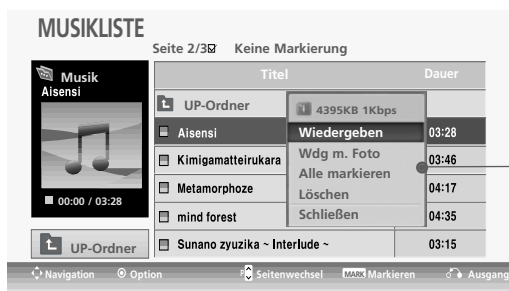 MUSIKLISTE
Seite 2/3 Keine Markierung
Musik
Aisensi
00:00 / 03:28
UP-Ordner
Titel Dauer
UP-Ordner
Aisensi 03:28
Kimigamatteirukara 03:46
Metamorphoze 04:17
mind forest 04:35
Sunano zyuzika ~ Interlude ~ 03:15
4395KB 1Kbps
Wiedergeben
Wdg m. Foto
Alle markieren
Löschen
Schließen
Navigation Option P Seitenwechsel MARK Markieren Ausgang